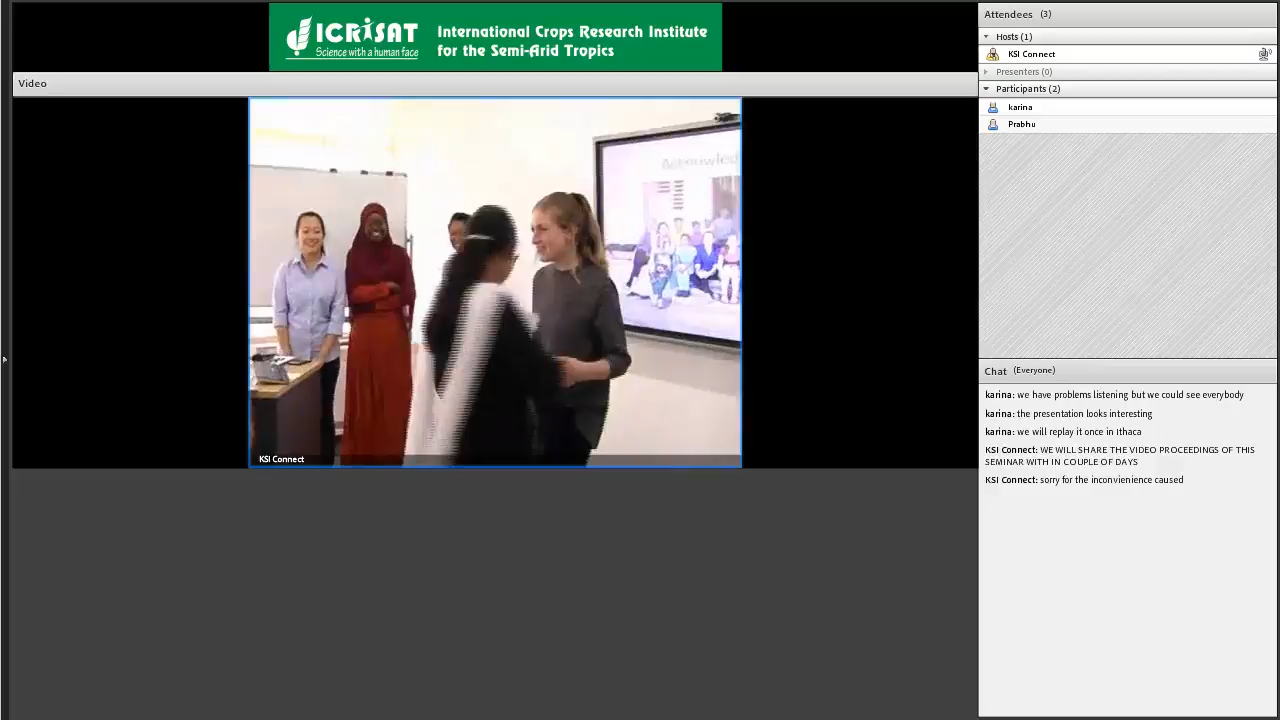 ICRISAT
Science with a human face
International Crops Research Institute
for the Semi-Arid Tropics
Video
KSI Connect
Attendees (3)
Hosts (1)
KSI Connect
Presenters (0)
Participants (2)
karina
Prabhu
Chat (Everyone)
karina: we have problems listening but we could see everybody
karina: the presentation looks interesting
karina: we will replay it once in Ithaca
KSI Connect: WE WILL SHARE THE VIDEO PROCEEDINGS OF THIS
SEMINAR WITH IN COUPLE OF DAYS
KSI Connect: sorry for the inconvienience caused